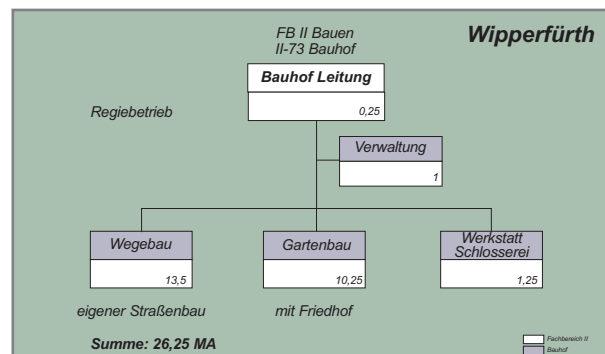 FB II Bauen
II-73 Bauhof
Wipperfürth
Bauhof Leitung
0,25
Regiebetrieb
Verwaltung
1
Wegebau
13,5
Gartenbau
10,25
Werkstatt
Schlosserei
1,25
eigener Straßenbau
mit Friedhof
Summe: 26,25 MA
Fachbereich II
Bauhof